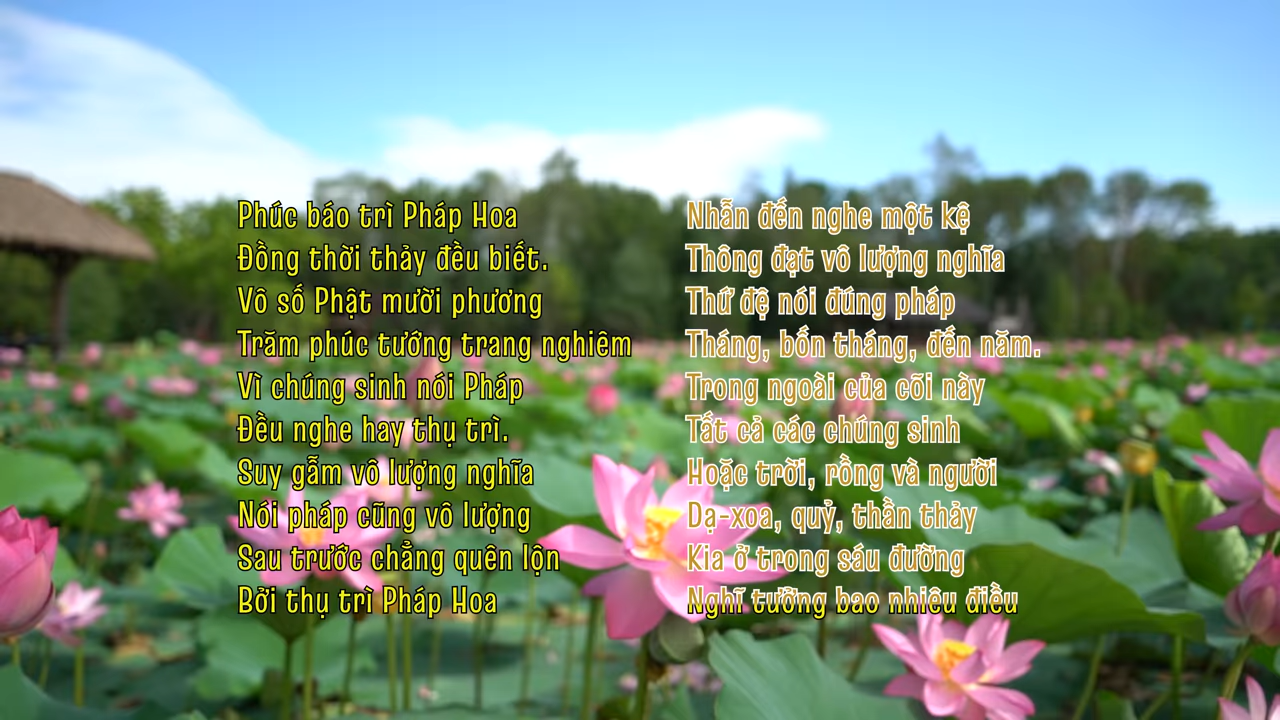 Phúc báo trì Pháp Hoa
Đồng thời thảy đều biết.
Vô số Phật mười phương
Trăm phúc tướng trang nghiêm
Vì chúng sinh nói Pháp
Đều nghe hay thụ trì.
Suy gẫm vô lượng nghĩa
Nói pháp cũng vô lượng
Sau trước chẳng quên lộn
Bởi thụ trì Pháp Hoa
Nhẫn đến nghe một kệ
Thông đạt vô lượng nghĩa
Thứ đệ nói đúng pháp
Tháng, bốn tháng, đến năm.
Trong ngoài của cõi này
Tất cả các chúng sinh
Hoặc trời, rồng và người
Dạ-xoa, quỷ, thần thảy
Kia ở trong sáu đường
Nghĩ tưỡng bao nhiêu điều